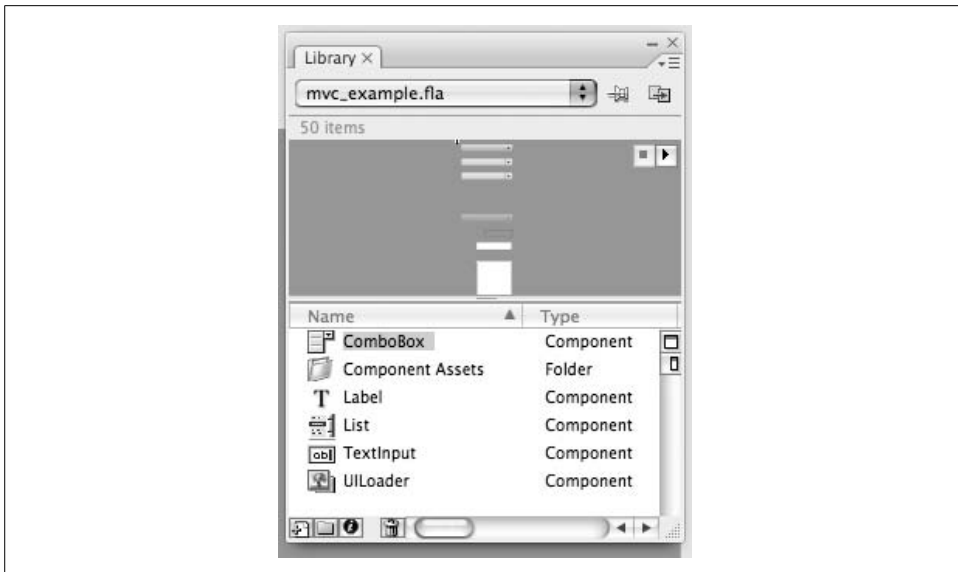 Library
mvc_example.fla
50 items
Name Type
ComboBox Component
Component Assets Folder
T Label Component
List Component
abl TextInput Component
UILoader Component